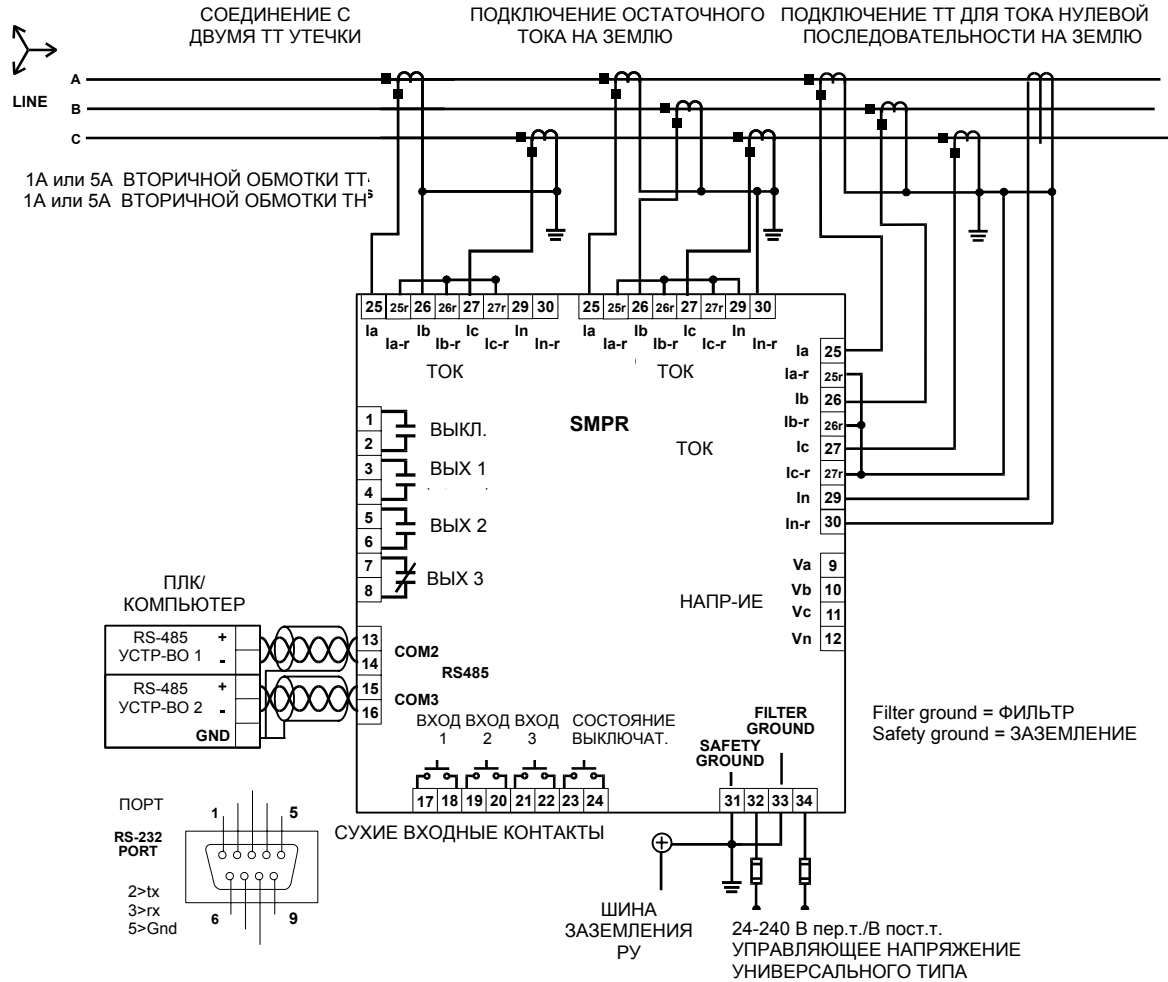 СОЕДИНЕНИЕ С
ДВУМЯ ТТ УТЕЧКИ
ПОДКЛЮЧЕНИЕ ОСТАТОЧНОГО
ТОКА НА ЗЕМЛЮ
ПОДКЛЮЧЕНИЕ ТТ ДЛЯ ТОКА НУЛЕВОЙ
ПОСЛЕДОВАТЕЛЬНОСТИ НА ЗЕМЛЮ
LINE
A
B
C
1А или 5А ВТОРИЧНОЙ ОБМОТКИ ТТ
1А или 5А ВТОРИЧНОЙ ОБМОТКИ ТН
25 25r 26 26r 27 27r 29 30
Ia Ib Ic In
Ia-r Ib-r Ic-r In-r
ТОК
25 25r 26 26r 27 27r 29 30
Ia Ib Ic In
Ia-r Ib-r Ic-r In-r
ТОК
SMPR
ТОК
Ia 25
Ia-r 25r
Ib 26
Ib-r 26r
Ic 27
Ic-r 27r
In 29
In-r 30
1
2
ВЫКЛ.
3
4
ВЫХ 1
5
6
ВЫХ 2
7
8
ВЫХ 3
НАПР-ИЕ
Va 9
Vb 10
Vc 11
Vn 12
ПЛК/
КОМПЬЮТЕР
RS-485 +
УСТР-ВО 1 -
RS-485 +
УСТР-ВО 2 -
GND
13
14
COM2
RS485
15
16
COM3
ВХОД
1
ВХОД
2
ВХОД
3
СОСТОЯНИЕ
ВЫКЛЮЧАТ.
17 18 19 20 21 22 23 24
СУХИЕ ВХОДНЫЕ КОНТАКТЫ
FILTER
GROUND
SAFETY
GROUND
31 32 33 34
Filter ground = ФИЛЬТР
Safety ground = ЗАЗЕМЛЕНИЕ
ПОРТ
RS-232
PORT
1 5
6 9
2>tx
3>rx
5>Gnd
ШИНА
ЗАЗЕМЛЕНИЯ
РУ
24-240 В пер.т./В пост.т.
УПРАВЛЯЮЩЕЕ НАПРЯЖЕНИЕ
УНИВЕРСАЛЬНОГО ТИПА